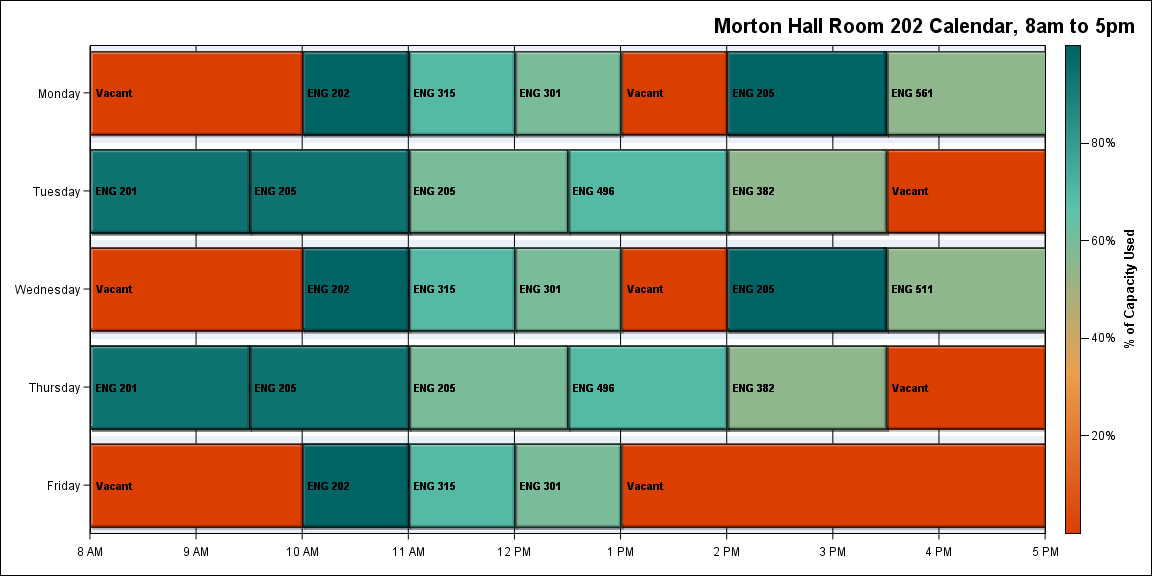 Morton Hall Room 202 Calendar, 8am to 5pm
Monday
Vacant
ENG 202
ENG 315
ENG 301
Vacant
ENG 205
ENG 561
Tuesday
ENG 201
ENG 205
ENG 205
ENG 496
ENG 382
Vacant
Wednesday
Vacant
ENG 202
ENG 315
ENG 301
Vacant
ENG 205
ENG 511
Thursday
ENG 201
ENG 205
ENG 205
ENG 496
ENG 382
Vacant
Friday
Vacant
ENG 202
ENG 315
ENG 301
Vacant
8 AM
9 AM
10 AM
11 AM
12 PM
1 PM
2 PM
3 PM
4 PM
5 PM
80%
60%
40%
20%
% of Capacity Used